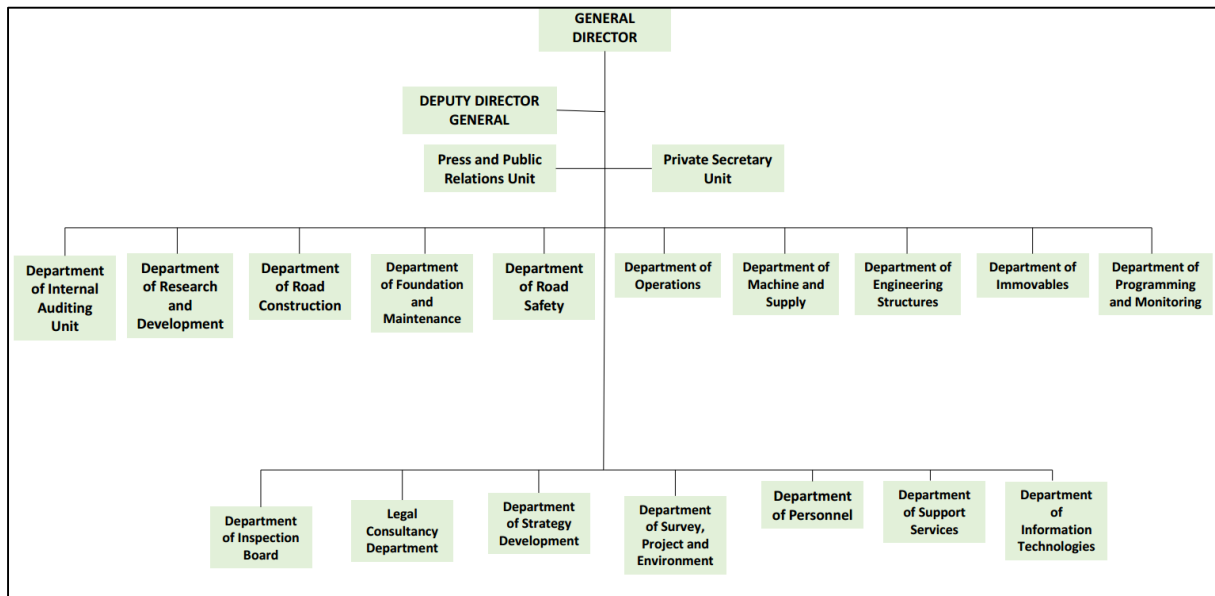 GENERAL
DIRECTOR
DEPUTY DIRECTOR
GENERAL
Press and Public
Relations Unit
Private Secretary
Unit
Department
of Internal
Auditing
Unit
Department
of Research
and
Development
Department
of Road
Construction
Department
of Foundation
and
Maintenance
Department
of Road
Safety
Department of
Operations
Department of
Machine and
Supply
Department of
Engineering
Structures
Department of
Immovables
Department of
Programming
and Monitoring
Department
of Inspection
Board
Legal
Consultancy
Department
Department
of Strategy
Development
Department
of Survey,
Project and
Environment
Department
of Personnel
Department
of Support
Services
Department
of
Information
Technologies